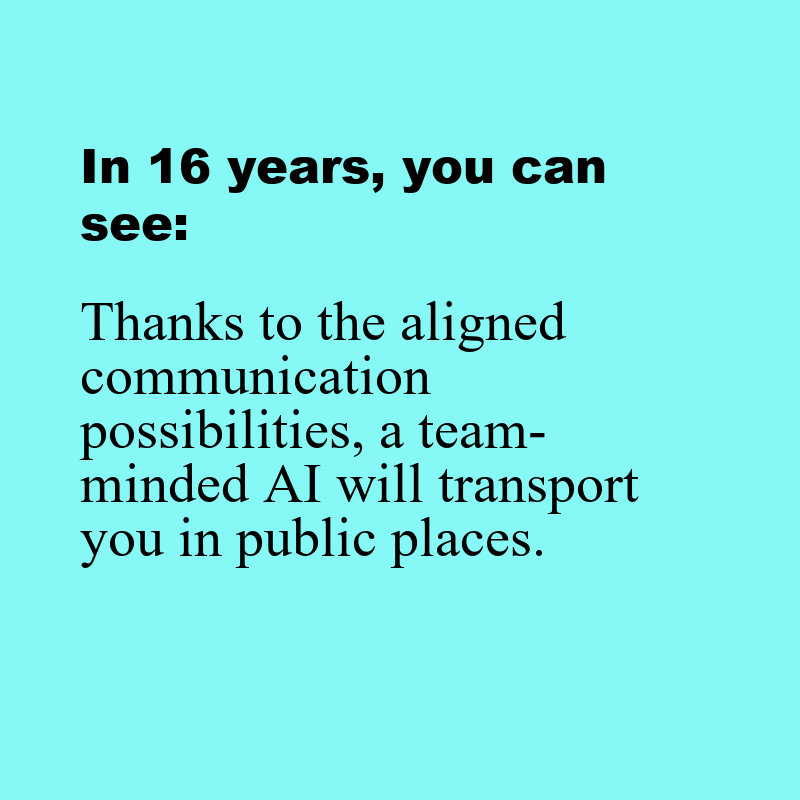 In 16 years, you can
see:
Thanks to the aligned
communication
possibilities, a team-
minded AI will transport
you in public places.